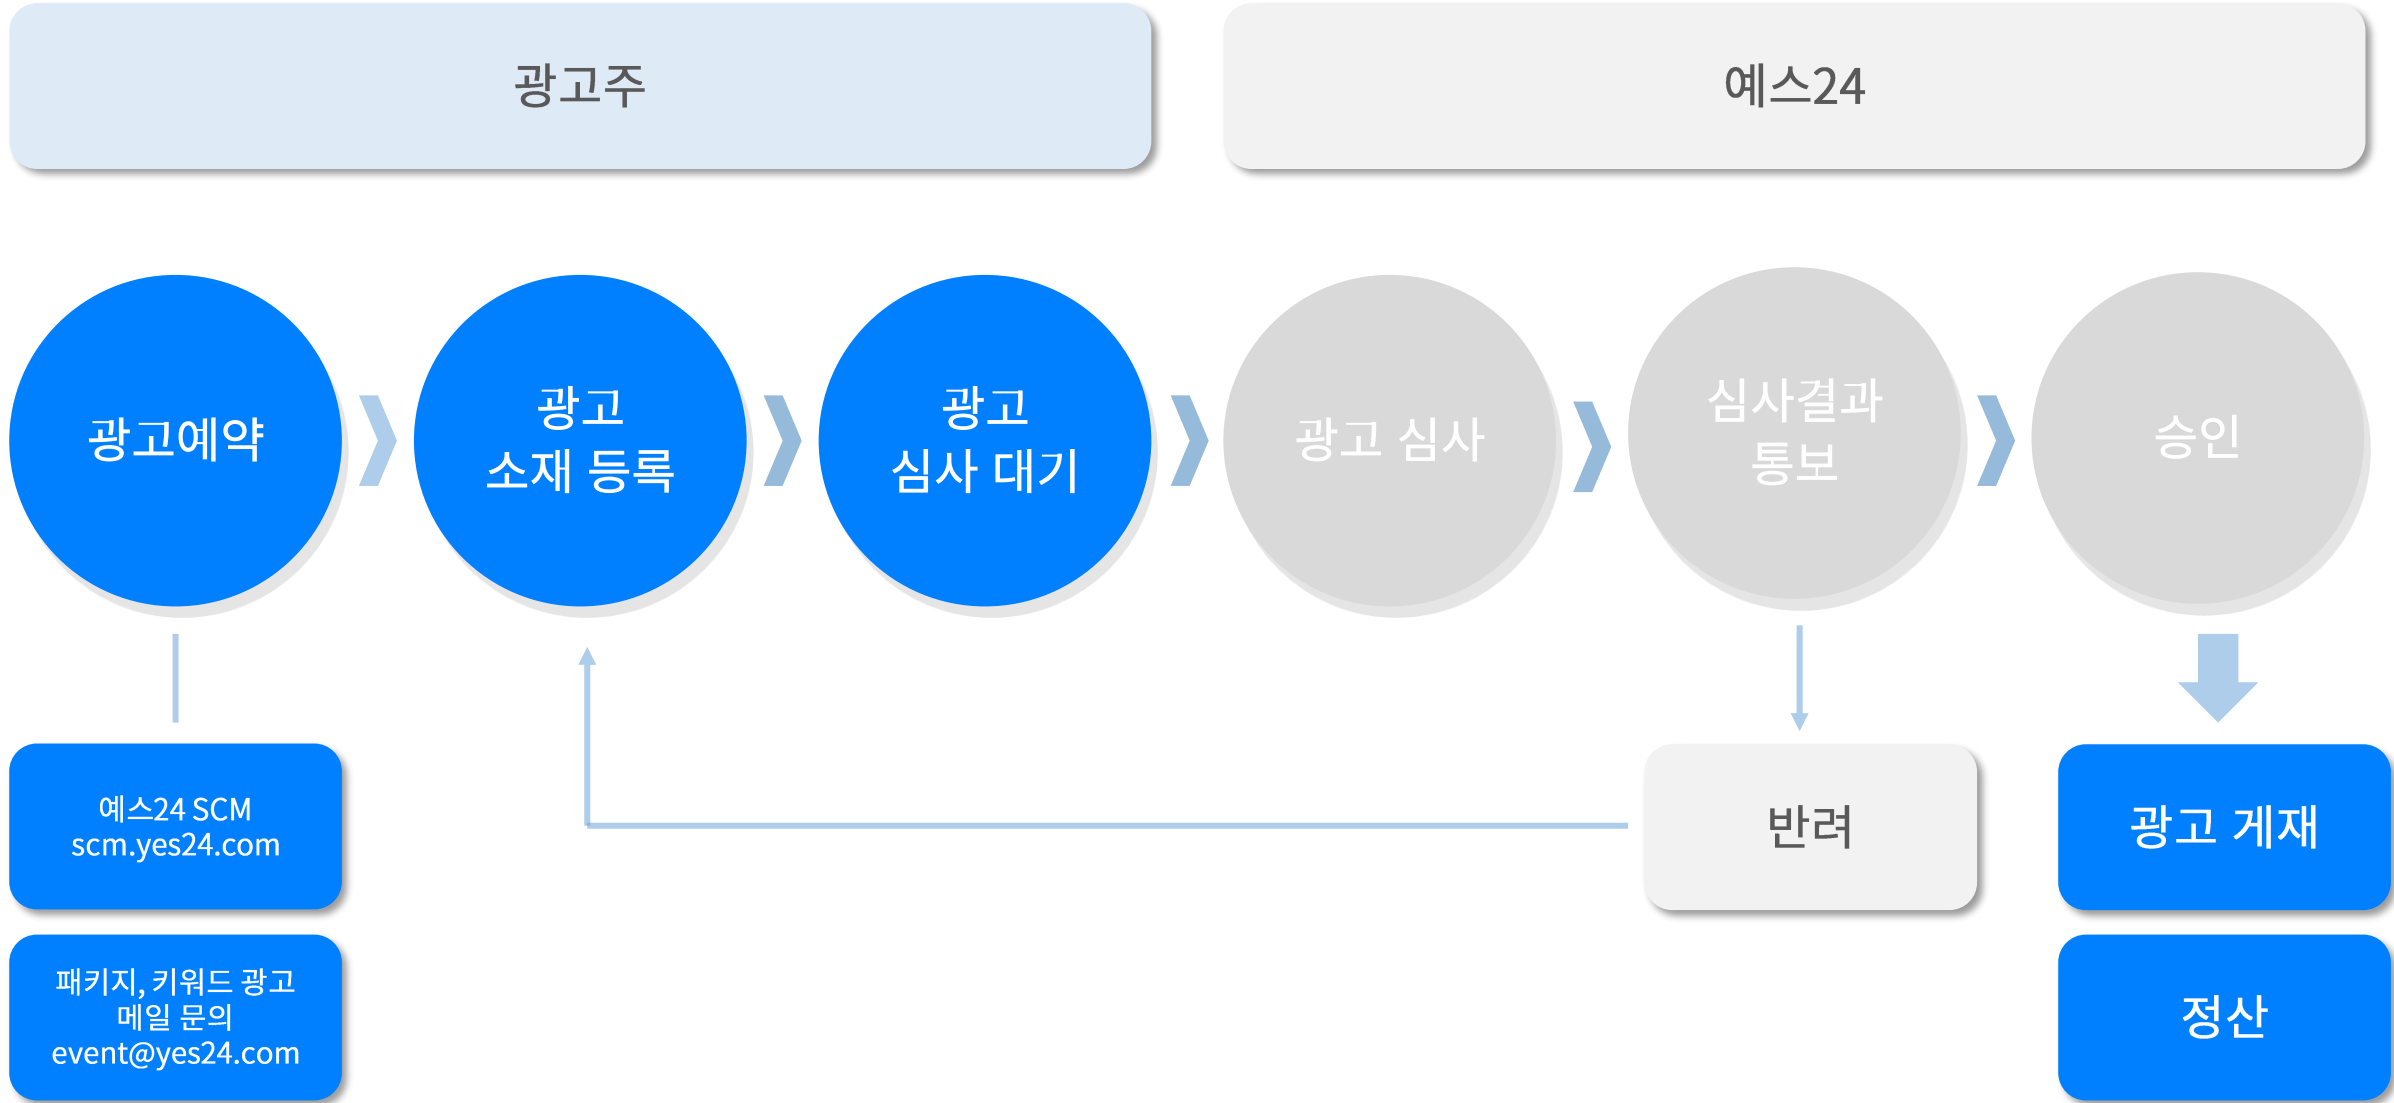 광고주
예스24
광고예약
광고
소재 등록
광고
심사 대기
광고 심사
심사결과
통보
승인
예스24 SCM
scm.yes24.com
반려
광고 게재
패키지, 키워드 광고
메일 문의
event@yes24.com
정산